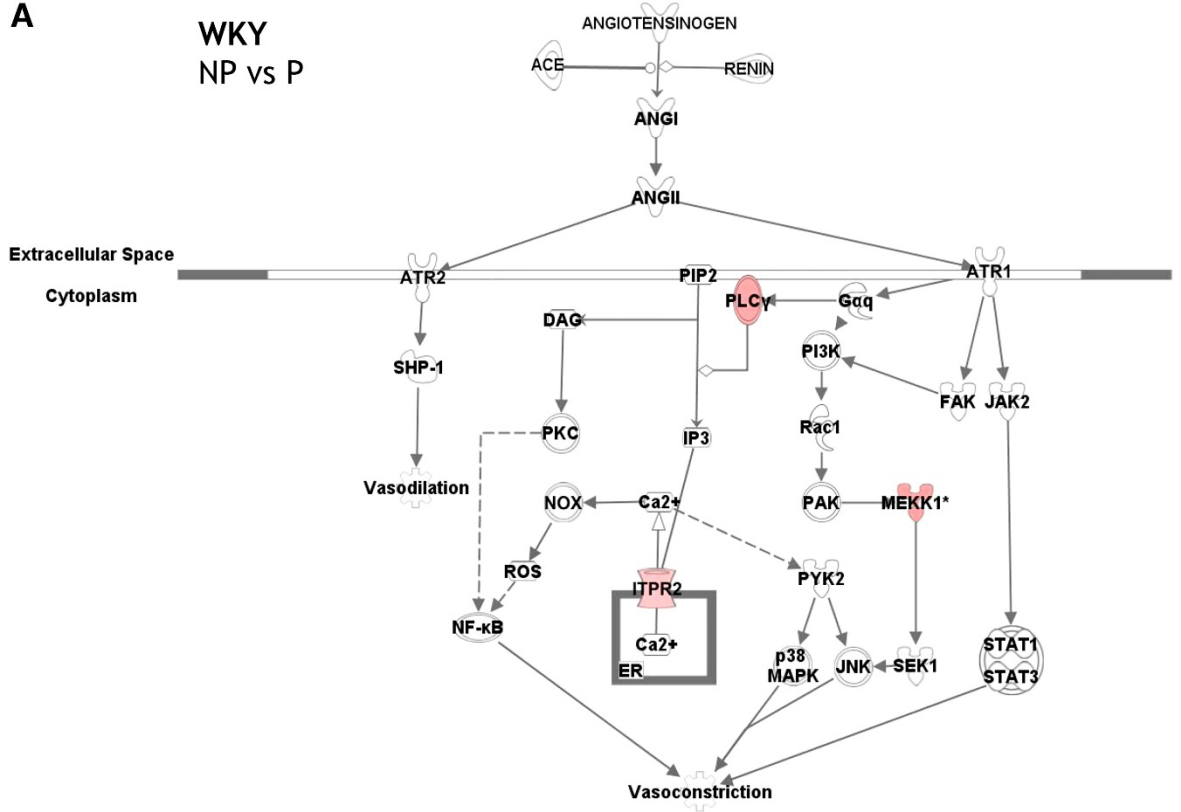 A
WKY
NP vs P
ANGIOTENSINOGEN
ACE
RENIN
ANGI
ANGII
Extracellular Space
Cytoplasm
ATR2
PIP2
ATR1
PLCγ
Gαq
DAG
PI3K
SHP-1
FAK
JAK2
Rac1
PKC
IP3
Vasodilation
NOX
Ca2+
PAK
MEKK1*
ROS
ITPR2
PYK2
NF-κB
Ca2+
ER
p38
MAPK
JNK
SEK1
STAT1
STAT3
Vasoconstriction